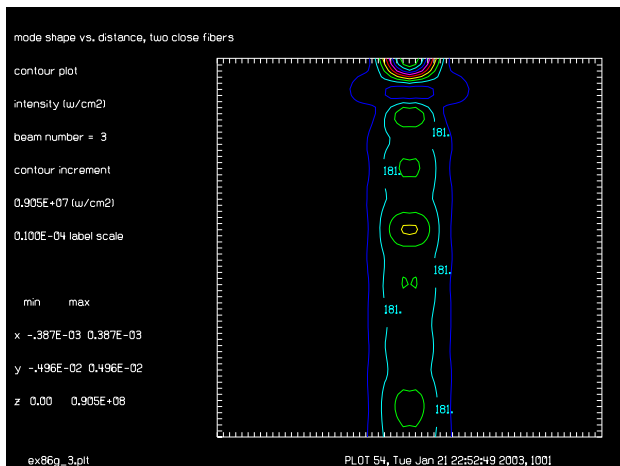 mode shape vs. distance, two close fibers
contour plot
intensity (w/cm2)
beam number = 3
contour increment
0.905E+07 (w/cm2)
0.100E-04 label scale
min max
x -.387E-03 0.387E-03
y -.496E-02 0.496E-02
z 0.00 0.905E+08
181.
181.
181.
181.
181.
181.
ex86g_3.plt
PLOT 54, Tue Jan 21 22:52:49 2003, 1001